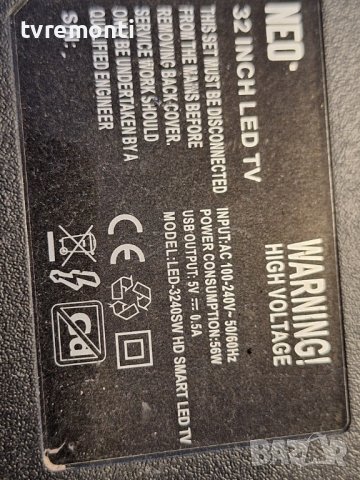 tvremonti
NEO
32 INCH LED TV
THIS SET MUST BE DISCONNECTED
FROM THE MAINS BEFORE
REMOVING BACK COVER.
SERVICE WORK SHOULD
ONLY BE UNDERTAKEN BY A
QUALIFIED ENGINEER
WARNING!
HIGH VOLTAGE
INPUT:AC 100-240V~ 50/60Hz
POWER CONSUMPTION:56W
USB OUTPUT: 5V 0.5A
MODEL:LED-3240SW HD SMART LED TV
CE
Cd
BAZAR